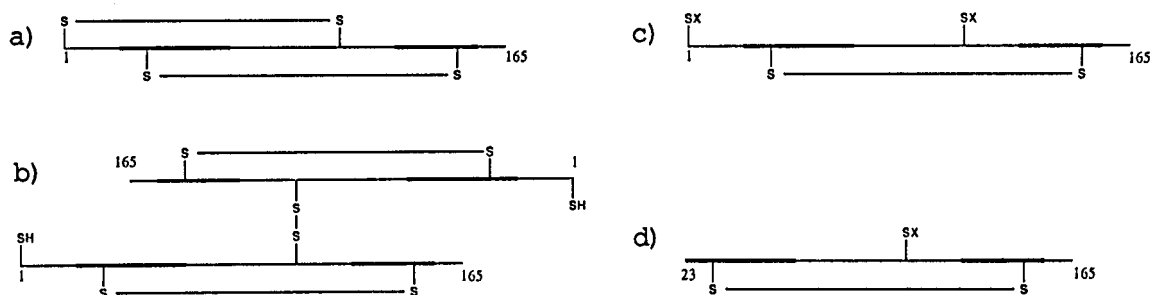 a)
S S
1 165
S S
b)
165 S S 1
S SH
SH S
1 165
S S
c)
SX SX
1 165
S S
d)
SX
23 165
S S